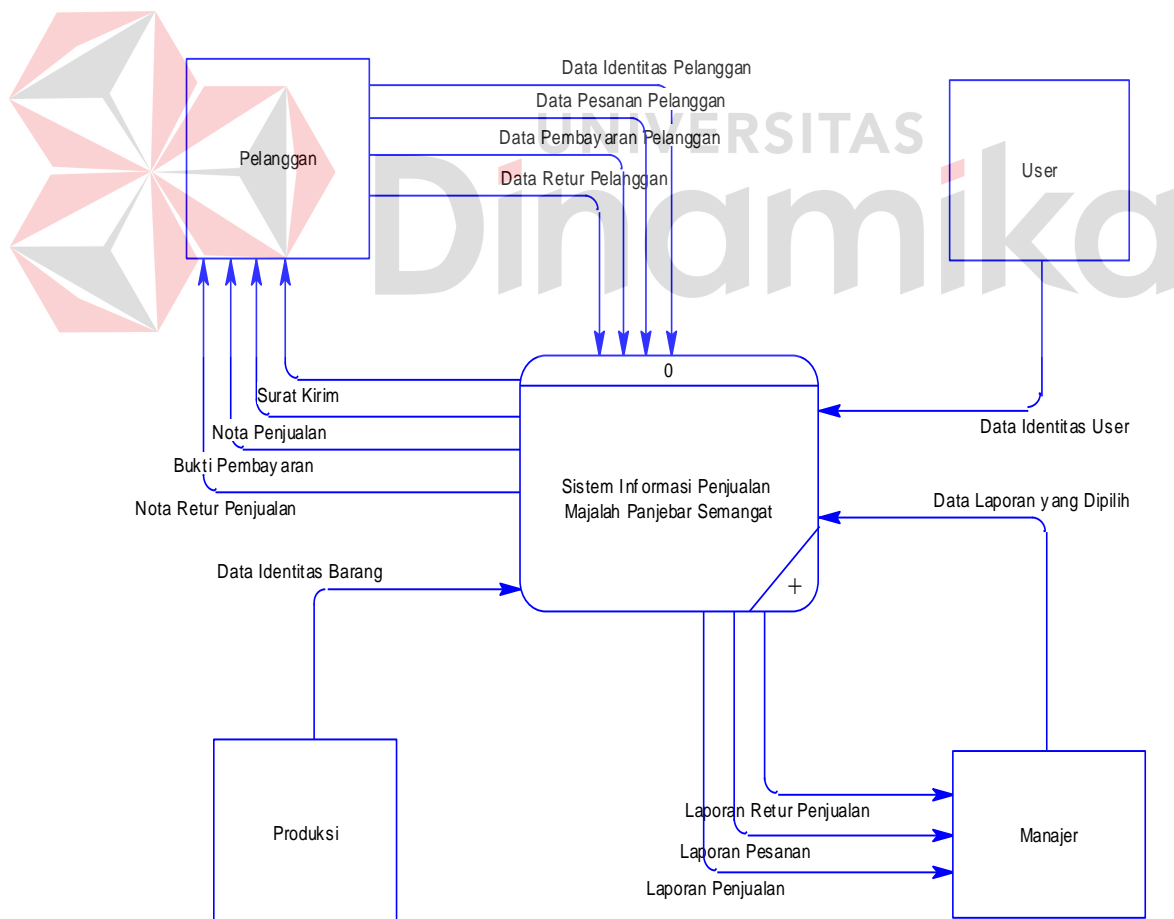 Data Identitas Pelanggan
Data Pesanan Pelanggan
UNIVERSITAS
Data Pembayaran Pelanggan
Pelanggan
Data Retur Pelanggan
User
Dinamika
0
Surat Kirim
Nota Penjualan
Data Identitas User
Bukti Pembayaran
Nota Retur Penjualan
Sistem Informasi Penjualan
Majalah Panjebar Semangat
Data Laporan yang Dipilih
Data Identitas Barang
+
Laporan Retur Penjualan
Produksi
Manajer
Laporan Pesanan
Laporan Penjualan